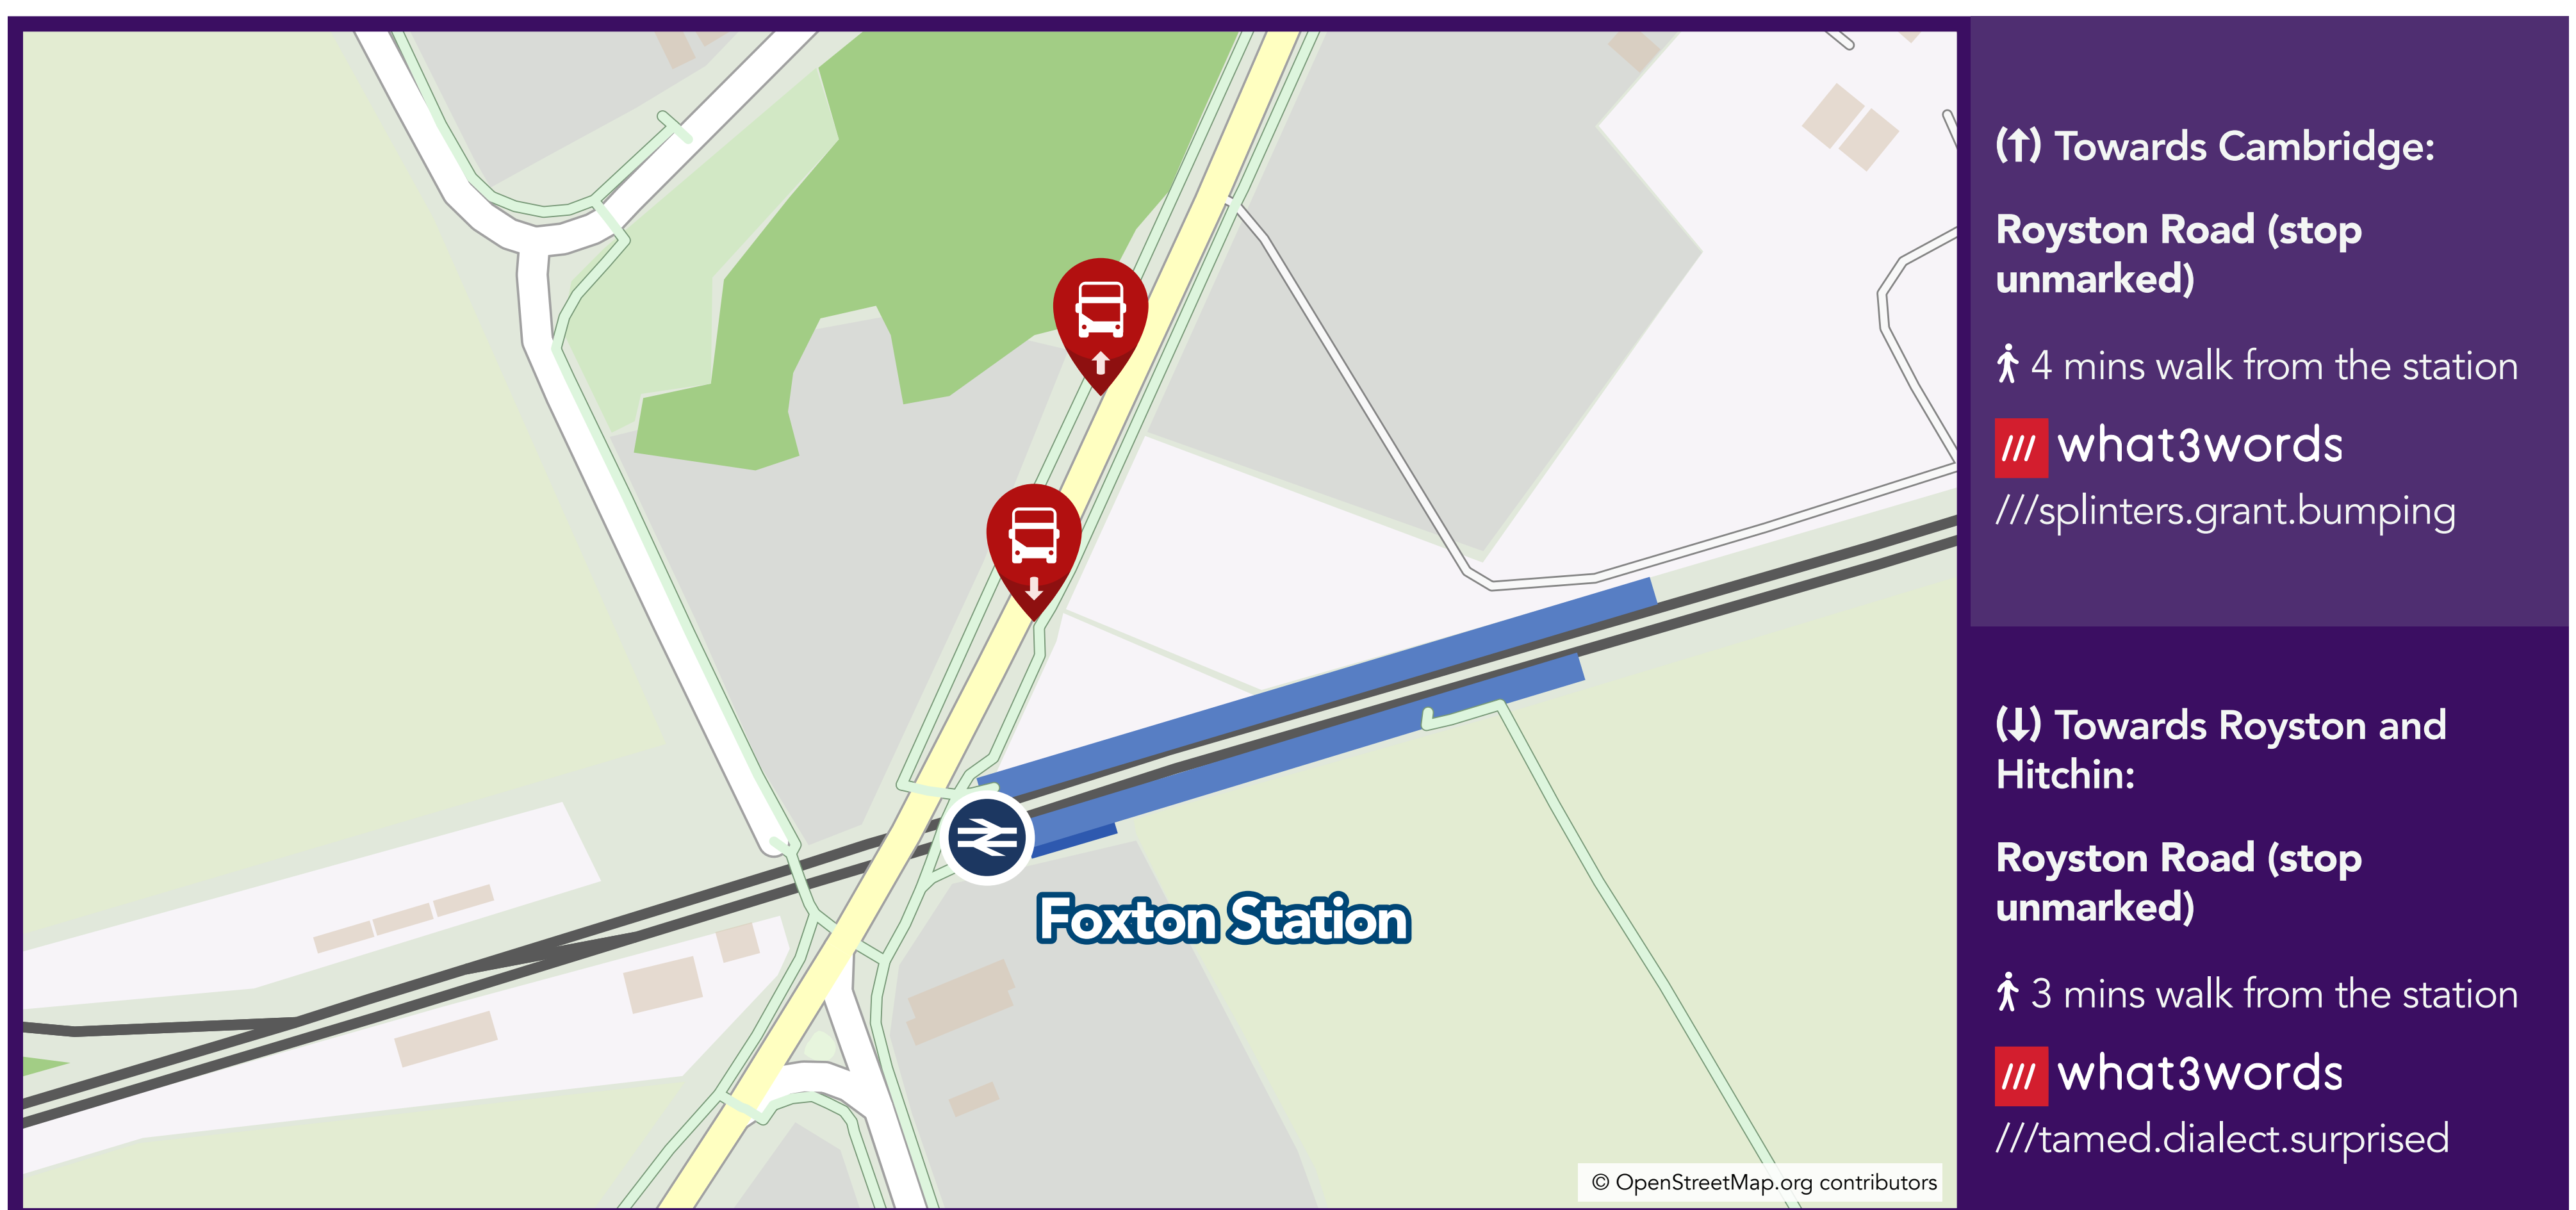 Foxton Station
© OpenStreetMap.org contributors
(↑) Towards Cambridge:
Royston Road (stop
unmarked)
4 mins walk from the station
/// what3words
///splinters.grant.bumping
(↓) Towards Royston and
Hitchin:
Royston Road (stop
unmarked)
3 mins walk from the station
/// what3words
///tamed.dialect.surprised